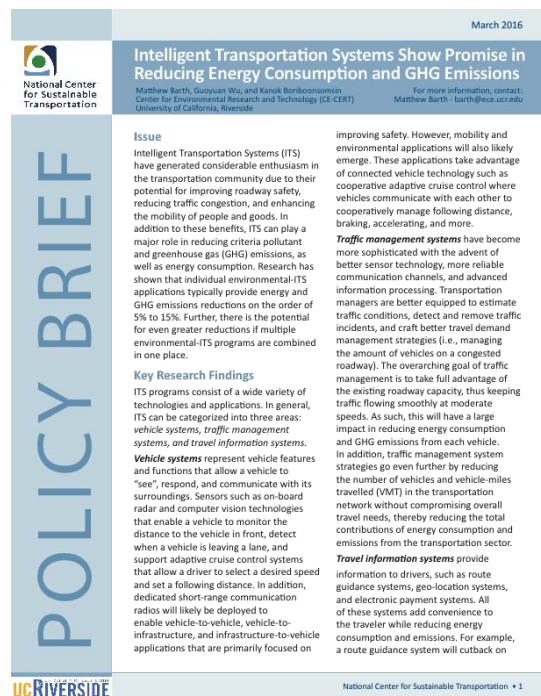 March 2016
National Center
for Sustainable
Transportation
Intelligent Transportation Systems Show Promise in
Reducing Energy Consumption and GHG Emissions
Matthew Barth, Guoyuan Wu, and Kanok Boriboonsomsin
Center for Environmental Research and Technology (CE-CERT)
University of California, Riverside
For more information, contact:
Matthew Barth - barth@ece.ucr.edu
POLICY BRIEF
Issue
Intelligent Transportation Systems (ITS)
have generated considerable enthusiasm in
the transportation community due to their
potential for improving roadway safety,
reducing traffic congestion, and enhancing
the mobility of people and goods. In
addition to these benefits, ITS can play a
major role in reducing criteria pollutant
and greenhouse gas (GHG) emissions, as
well as energy consumption. Research has
shown that individual environmental-ITS
applications typically provide energy and
GHG emissions reductions on the order of
5% to 15%. Further, there is the potential
for even greater reductions if multiple
environmental-ITS programs are combined
in one place.
Key Research Findings
ITS programs consist of a wide variety of
technologies and applications. In general,
ITS can be categorized into three areas:
vehicle systems, traffic management
systems, and travel information systems.
Vehicle systems represent vehicle features
and functions that allow a vehicle to
"see", respond, and communicate with its
surroundings. Sensors such as on-board
radar and computer vision technologies
that enable a vehicle to monitor the
distance to the vehicle in front, detect
when a vehicle is leaving a lane, and
support adaptive cruise control systems
that allow a driver to select a desired speed
and set a following distance. In addition,
dedicated short-range communication
radios will likely be deployed to
enable vehicle-to-vehicle, vehicle-to-
infrastructure, and infrastructure-to-vehicle
applications that are primarily focused on
improving safety. However, mobility and
environmental applications will also likely
emerge. These applications take advantage
of connected vehicle technology such as
cooperative adaptive cruise control where
vehicles communicate with each other to
cooperatively manage following distance,
braking, accelerating, and more.
Traffic management systems have become
more sophisticated with the advent of
better sensor technology, more reliable
communication channels, and advanced
information processing. Transportation
managers are better equipped to estimate
traffic conditions, detect and remove traffic
incidents, and craft better travel demand
management strategies (i.e., managing
the amount of vehicles on a congested
roadway). The overarching goal of traffic
management is to take full advantage of
the existing roadway capacity, thus keeping
traffic flowing smoothly at moderate
speeds. As such, this will have a large
impact in reducing energy consumption
and GHG emissions from each vehicle.
In addition, traffic management system
strategies go even further by reducing
the number of vehicles and vehicle-miles
travelled (VMT) in the transportation
network without compromising overall
travel needs, thereby reducing the total
contributions of energy consumption and
emissions from the transportation sector.
Travel information systems provide
information to drivers, such as route
guidance systems, geo-location systems,
and electronic payment systems. All
of these systems add convenience to
the traveler while reducing energy
consumption and emissions. For example,
a route guidance system will cutback on
UCRIVERSIDE
National Center for Sustainable Transportation • 1